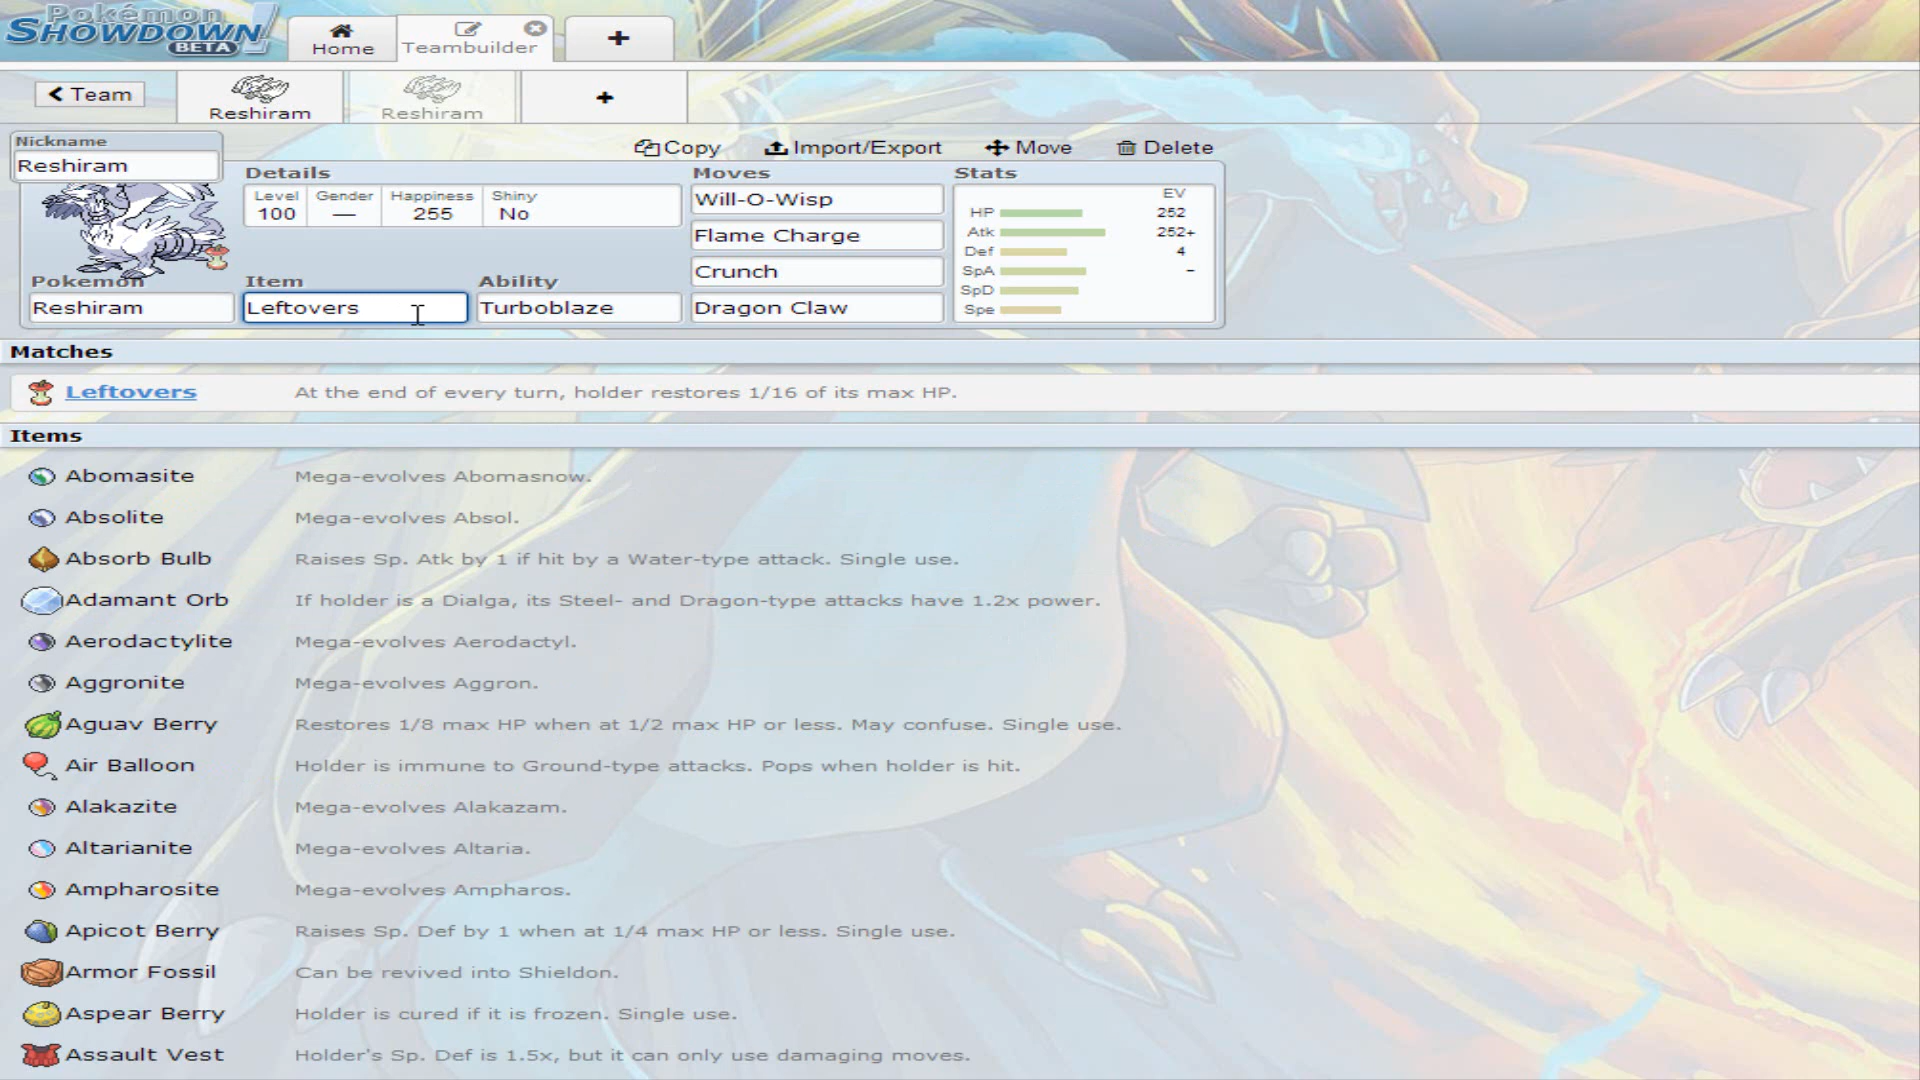 Pokémon
SHOWDOWN!
BETA
Home
Teambuilder
+
< Team
Reshiram
Reshiram
+
Nickname
Reshiram
Copy
Import/Export
Move
Delete
Details
Level Gender Happiness Shiny
100 — 255 No
Pokemon
Reshiram
Item
Leftovers
Ability
Turboblaze
Moves
Will-O-Wisp
Flame Charge
Crunch
Dragon Claw
Stats
EV
HP 252
Atk 252+
Def 4
SpA −
SpD
Spe
Matches
Leftovers At the end of every turn, holder restores 1/16 of its max HP.
Items
Abomasite Mega-evolves Abomasnow.
Absolite Mega-evolves Absol.
Absorb Bulb Raises Sp. Atk by 1 if hit by a Water-type attack. Single use.
Adamant Orb If holder is a Dialga, its Steel- and Dragon-type attacks have 1.2x power.
Aerodactylite Mega-evolves Aerodactyl.
Aggronite Mega-evolves Aggron.
Aguav Berry Restores 1/8 max HP when at 1/2 max HP or less. May confuse. Single use.
Air Balloon Holder is immune to Ground-type attacks. Pops when holder is hit.
Alakazite Mega-evolves Alakazam.
Altarianite Mega-evolves Altaria.
Ampharosite Mega-evolves Ampharos.
Apicot Berry Raises Sp. Def by 1 when at 1/4 max HP or less. Single use.
Armor Fossil Can be revived into Shieldon.
Aspear Berry Holder is cured if it is frozen. Single use.
Assault Vest Holder's Sp. Def is 1.5x, but it can only use damaging moves.